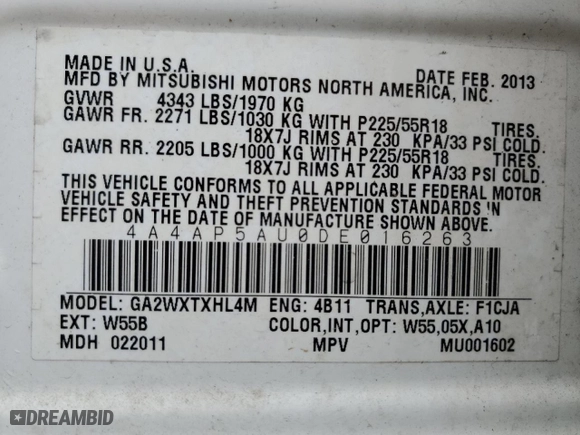 MADE IN U.S.A. DATE FEB. 2013
MFD BY MITSUBISHI MOTORS NORTH AMERICA, INC.
GVWR 4343 LBS/1970 KG
GAWR FR. 2271 LBS/1030 KG WITH P225/55R18 TIRES.
18X7J RIMS AT 230 KPA/33 PSI COLD.
GAWR RR. 2205 LBS/1000 KG WITH P225/55R18 TIRES.
18X7J RIMS AT 230 KPA/33 PSI COLD.
THIS VEHICLE CONFORMS TO ALL APPLICABLE FEDERAL MOTOR
VEHICLE SAFETY AND THEFT PREVENTION STANDARDS IN
EFFECT ON THE DATE OF MANUFACTURE SHOWN ABOVE.
4A4AP5AU0DE016263
MODEL: GA2WXTXHL4M ENG: 4B11 TRANS,AXLE: F1CJA
EXT: W55B COLOR,INT,OPT: W55,05X,A10
MDH 022011 MPV MU001602
DREAMBID